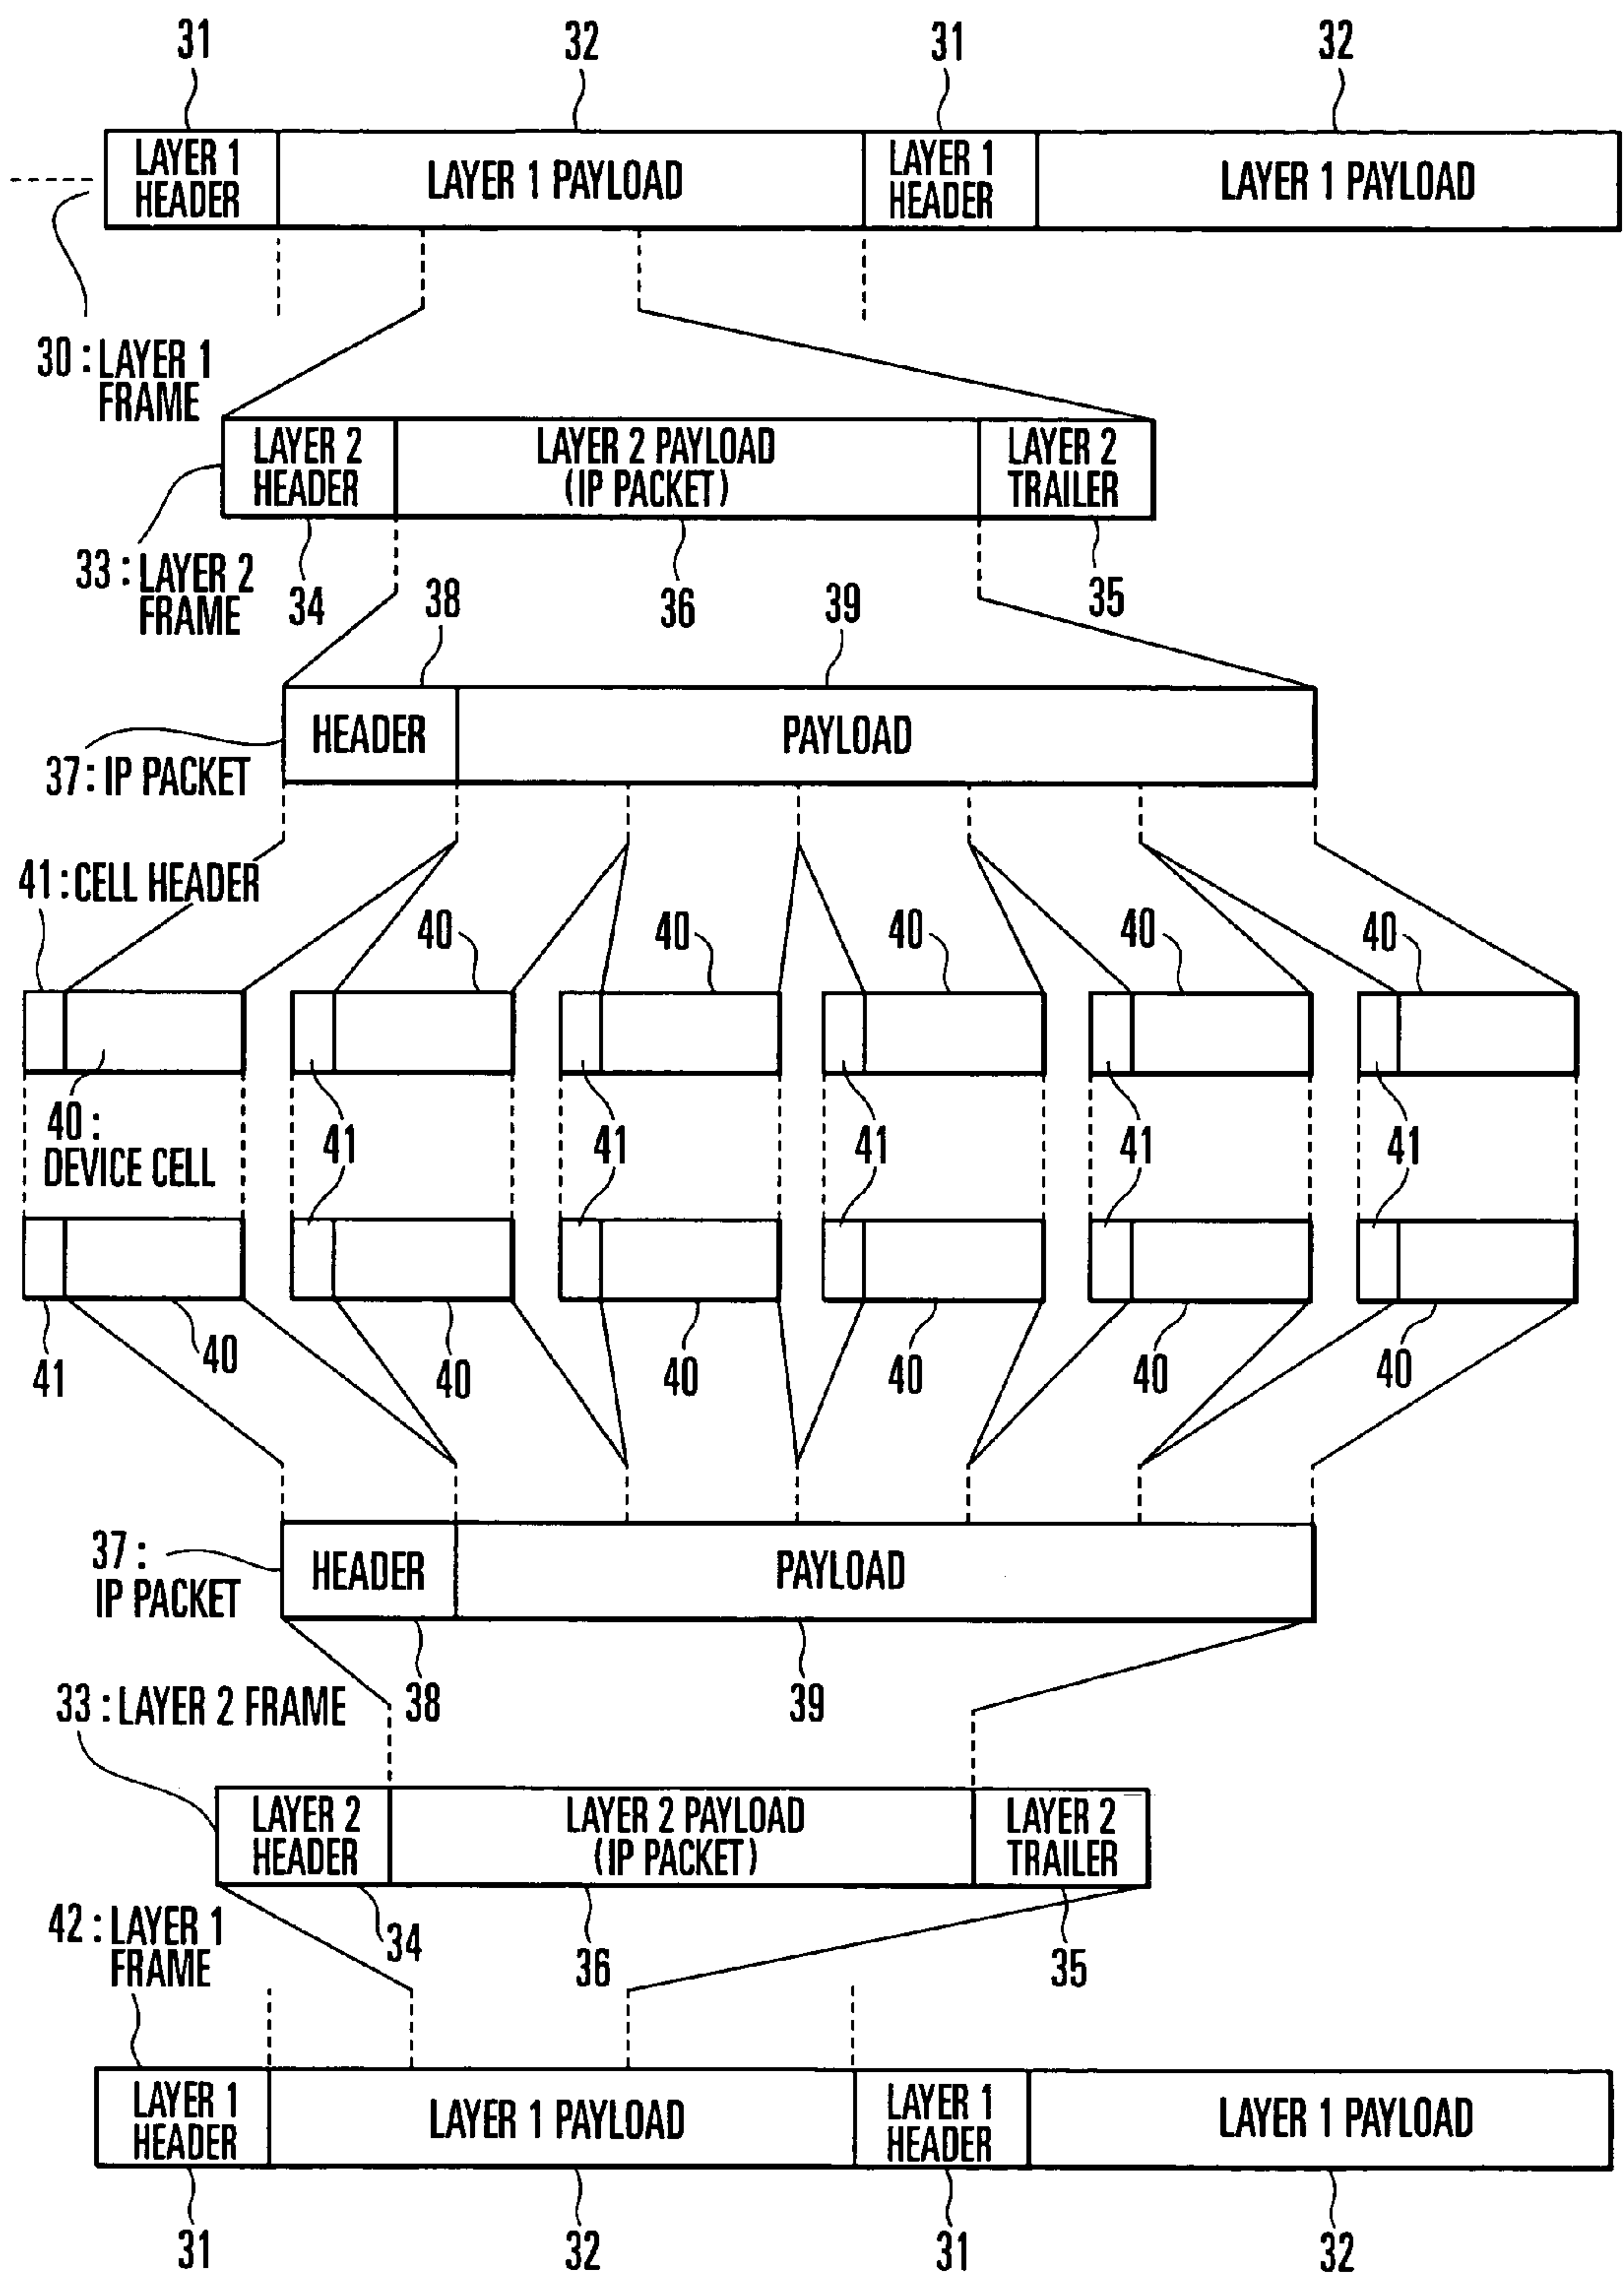 31 32 31 32
LAYER 1 HEADER
LAYER 1 PAYLOAD
LAYER 1 HEADER
LAYER 1 PAYLOAD
30 : LAYER 1
FRAME
LAYER 2 HEADER
LAYER 2 PAYLOAD
(IP PACKET)
LAYER 2 TRAILER
33 : LAYER 2
FRAME
34 36 35
38 39
HEADER PAYLOAD
37 : IP PACKET
41 : CELL HEADER
40 40 40 40 40
40 :
DEVICE CELL
41 41 41 41 41
41 40 40 40 40 40 40
37 :
IP PACKET
HEADER PAYLOAD
38 39
33 : LAYER 2 FRAME
LAYER 2 HEADER
LAYER 2 PAYLOAD
(IP PACKET)
LAYER 2 TRAILER
34 36 35
42 : LAYER 1
FRAME
LAYER 1 HEADER
LAYER 1 PAYLOAD
LAYER 1 HEADER
LAYER 1 PAYLOAD
31 32 31 32